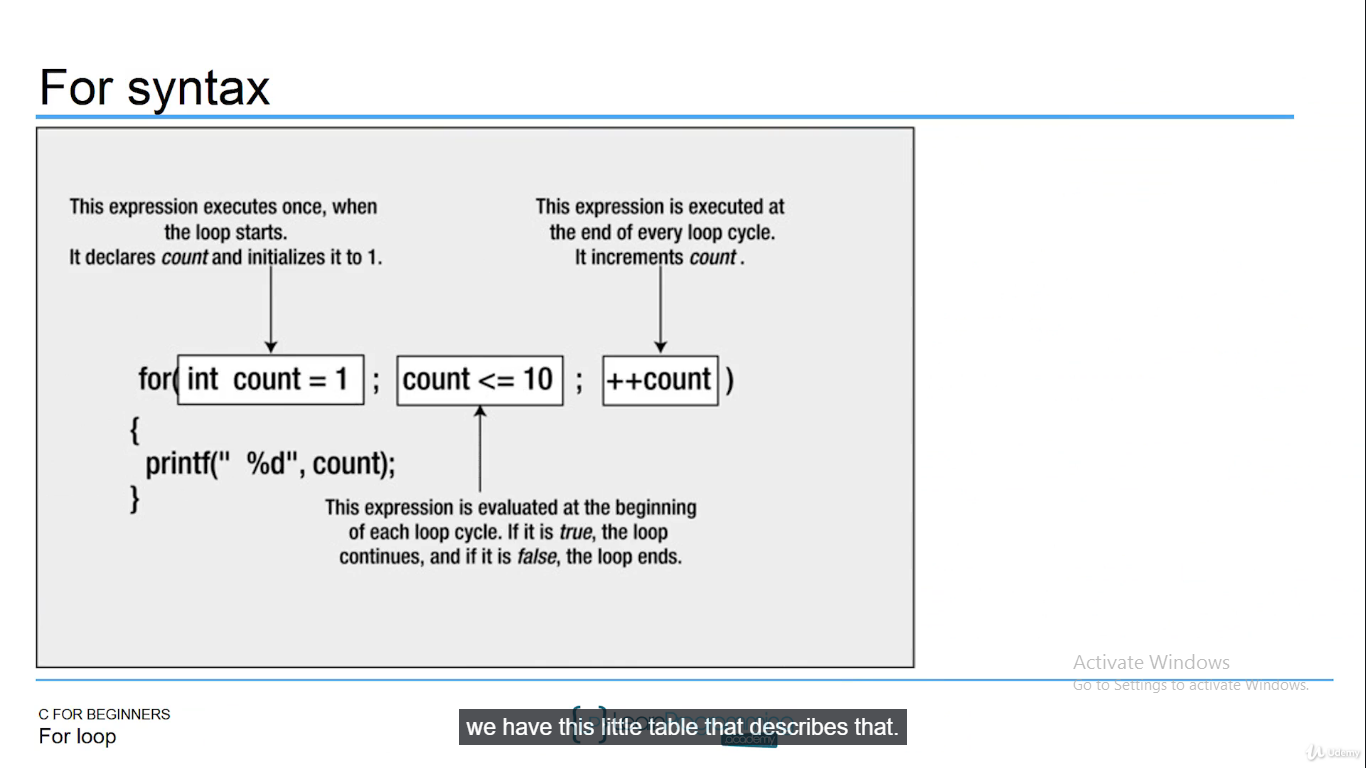 For syntax
This expression executes once, when
the loop starts.
It declares count and initializes it to 1.
This expression is executed at
the end of every loop cycle.
It increments count .
for( int count = 1 ; count <= 10 ; ++count )
{
printf(" %d", count);
}
This expression is evaluated at the beginning
of each loop cycle. If it is true, the loop
continues, and if it is false, the loop ends.
Activate Windows
Go to Settings to activate Windows.
C FOR BEGINNERS
For loop
we have this little table that describes that.
Udemy